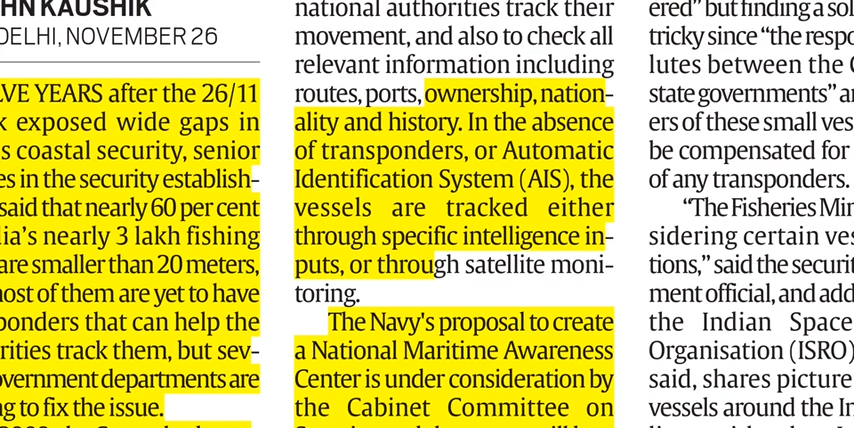 HN KAUSHIK
DELHI, NOVEMBER 26
LVE YEARS after the 26/11
k exposed wide gaps in
s coastal security, senior
es in the security establish-
said that nearly 60 per cent
dia's nearly 3 lakh fishing
are smaller than 20 meters,
most of them are yet to have
ponders that can help the
rities track them, but sev-
overnment departments are
ng to fix the issue.
national authorities track their
movement, and also to check all
relevant information including
routes, ports, ownership, nation-
ality and history. In the absence
of transponders, or Automatic
Identification System (AIS), the
vessels are tracked either
through specific intelligence in-
puts, or through satellite moni-
toring.
The Navy's proposal to create
a National Maritime Awareness
Center is under consideration by
the Cabinet Committee on
ered" but finding a sol
tricky since "the respo
lutes between the C
state governments" an
ers of these small ves
be compensated for
of any transponders.
"The Fisheries Min
sidering certain ves
tions," said the securit
ment official, and add
the Indian Space
Organisation (ISRO)
said, shares picture
vessels around the In